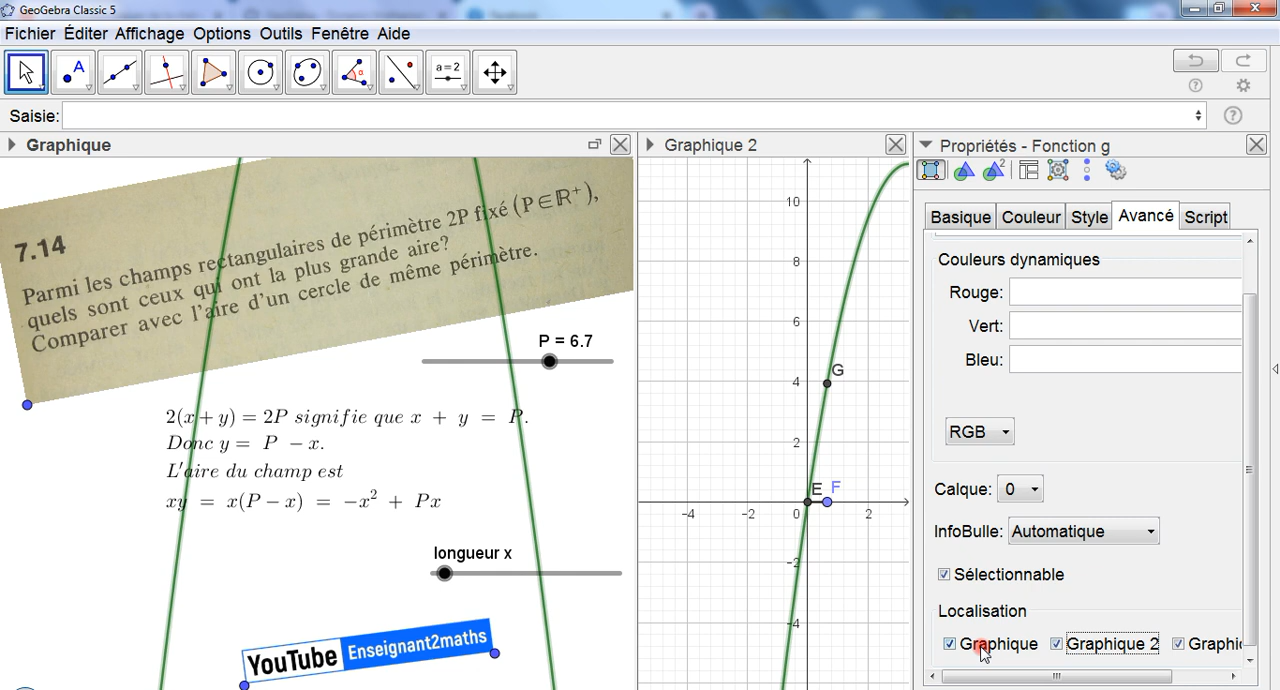 GeoGebra Classic 5
Fichier Éditer Affichage Options Outils Fenêtre Aide
A
α
a = 2
Saisie:
Graphique
Graphique 2
Propriétés - Fonction g
7.14
Parmi les champs rectangulaires de périmètre 2P fixé (P∈ℝ⁺),
quels sont ceux qui ont la plus grande aire?
Comparer avec l'aire d'un cercle de même périmètre.
P = 6.7
2(x + y) = 2P signifie que x + y = P.
Donc y = P − x.
L'aire du champ est
xy = x(P − x) = −x² + Px
longueur x
YouTube Enseignant2maths
10
8
6
G
4
2
E F
-4 -2 0 2
-2
-4
Basique Couleur Style Avancé Script
Couleurs dynamiques
Rouge:
Vert:
Bleu:
RGB
Calque: 0
InfoBulle: Automatique
Sélectionnable
Localisation
Graphique Graphique 2 Graphi